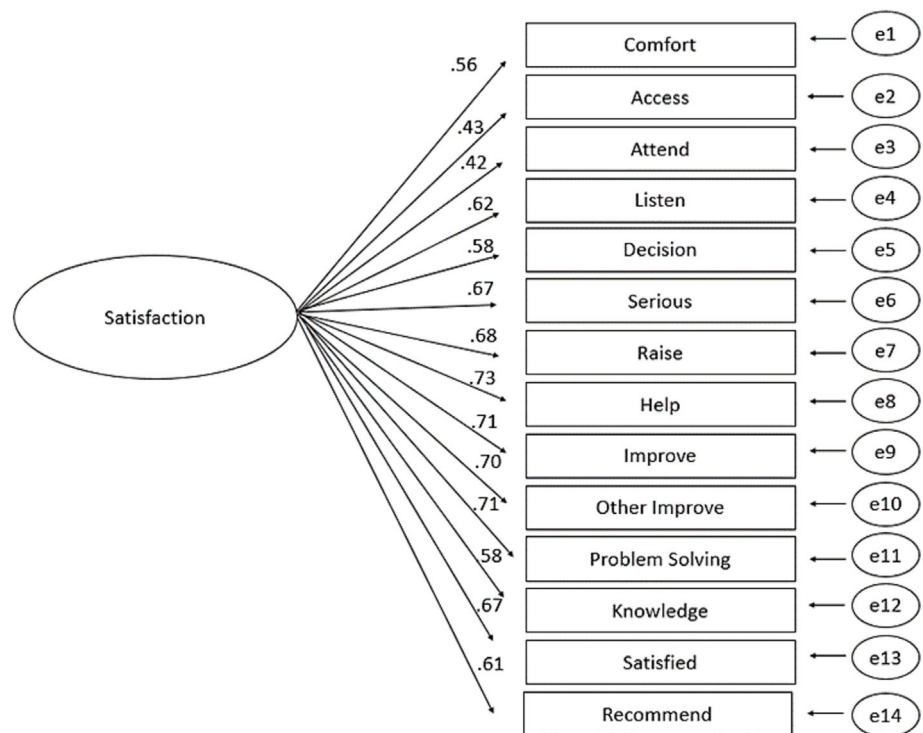 Comfort
e1
.56
Access
e2
.43
Attend
e3
.42
Listen
e4
.62
Decision
e5
.58
Serious
e6
.67
Satisfaction
Raise
e7
.68
Help
e8
.73
Improve
e9
.71
Other Improve
e10
.70
Problem Solving
e11
.71
Knowledge
e12
.58
Satisfied
e13
.67
Recommend
e14
.61